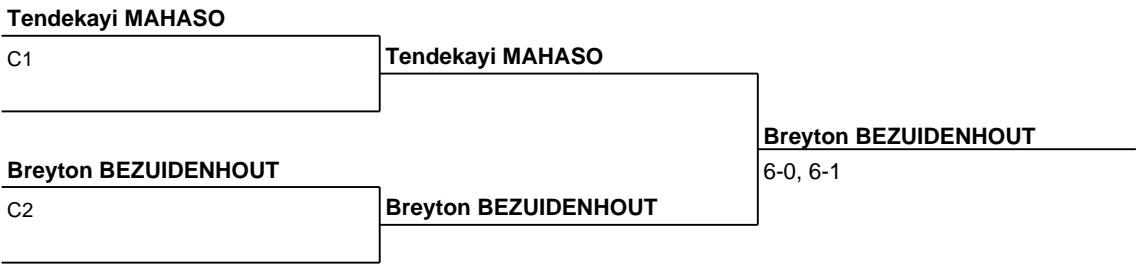 Tendekayi MAHASO
C1
Tendekayi MAHASO
Breyton BEZUIDENHOUT
6-0, 6-1
Breyton BEZUIDENHOUT
C2
Breyton BEZUIDENHOUT